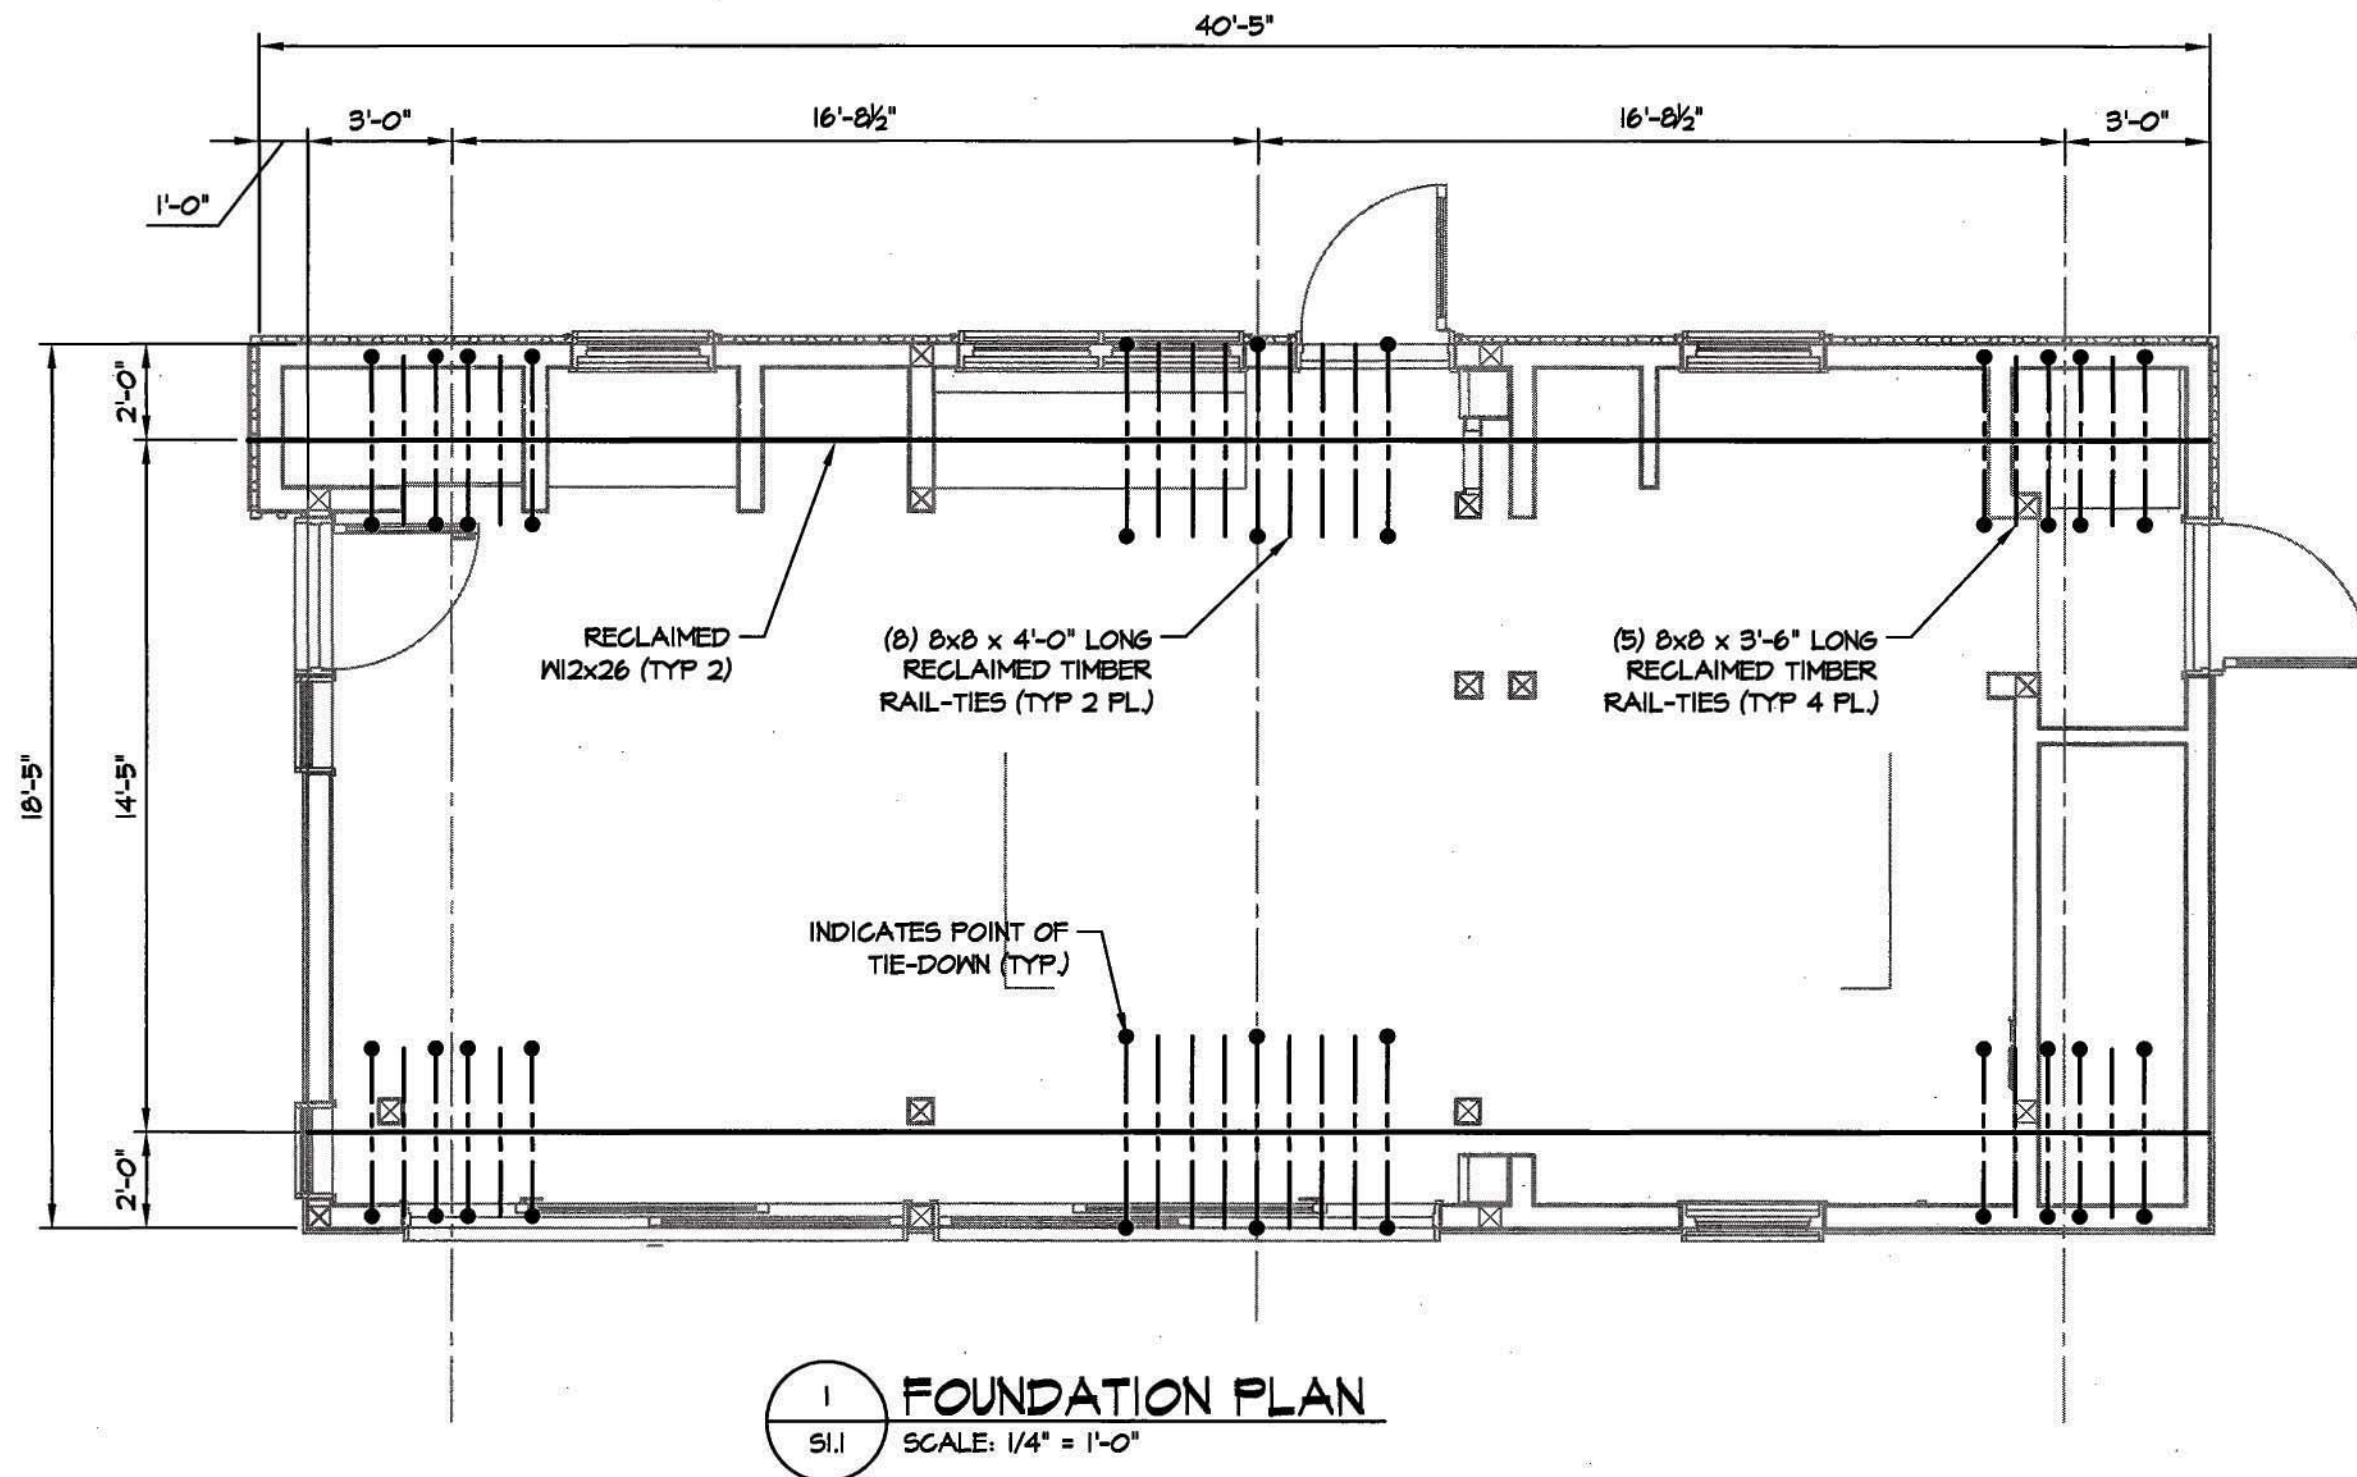 40'-5"
3'-0"
16'-8½"
16'-8½"
3'-0"
1'-0"
2'-0"
18'-5"
14'-5"
2'-0"
RECLAIMED
W12x26 (TYP 2)
(8) 8x8 x 4'-0" LONG
RECLAIMED TIMBER
RAIL-TIES (TYP 2 PL.)
(5) 8x8 x 3'-6" LONG
RECLAIMED TIMBER
RAIL-TIES (TYP 4 PL.)
INDICATES POINT OF
TIE-DOWN (TYP.)
1
S1.1
FOUNDATION PLAN
SCALE: 1/4" = 1'-0"